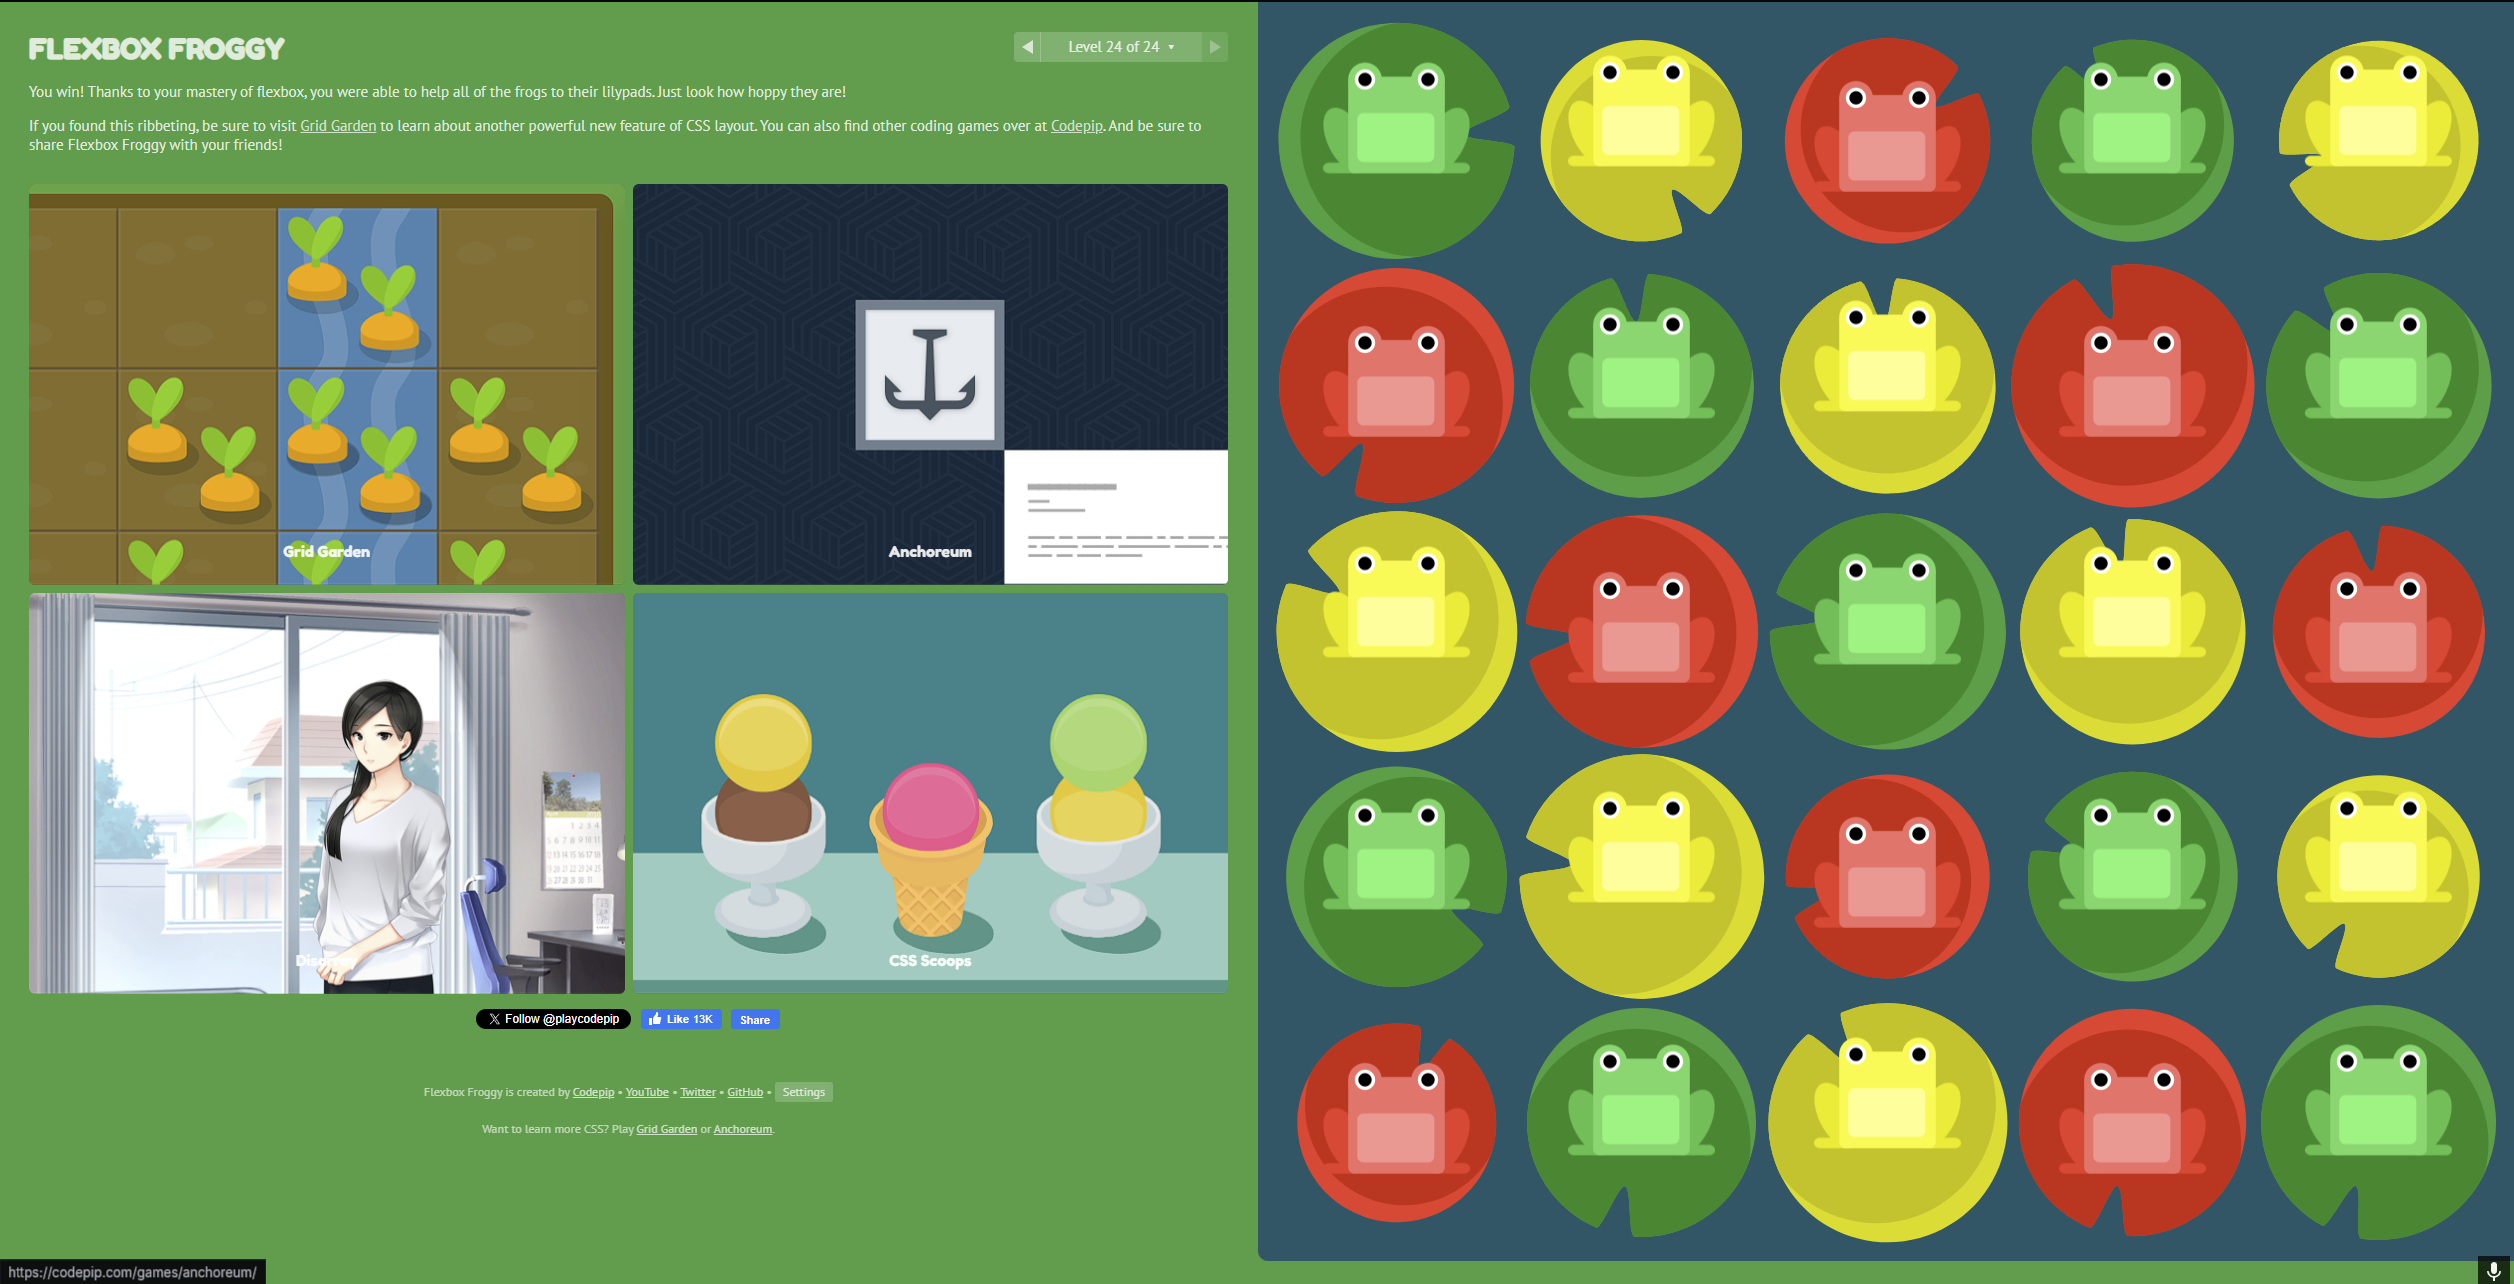 FLEXBOX FROGGY
Level 24 of 24
You win! Thanks to your mastery of flexbox, you were able to help all of the frogs to their lilypads. Just look how hoppy they are!
If you found this ribbeting, be sure to visit Grid Garden to learn about another powerful new feature of CSS layout. You can also find other coding games over at Codepip. And be sure to
share Flexbox Froggy with your friends!
Grid Garden
Anchoreum
CSS Scoops
Follow @playcodepip
Like 13K
Share
Flexbox Froggy is created by Codepip • YouTube • Twitter • GitHub • Settings
Want to learn more CSS? Play Grid Garden or Anchoreum.
https://codepip.com/games/anchoreum/